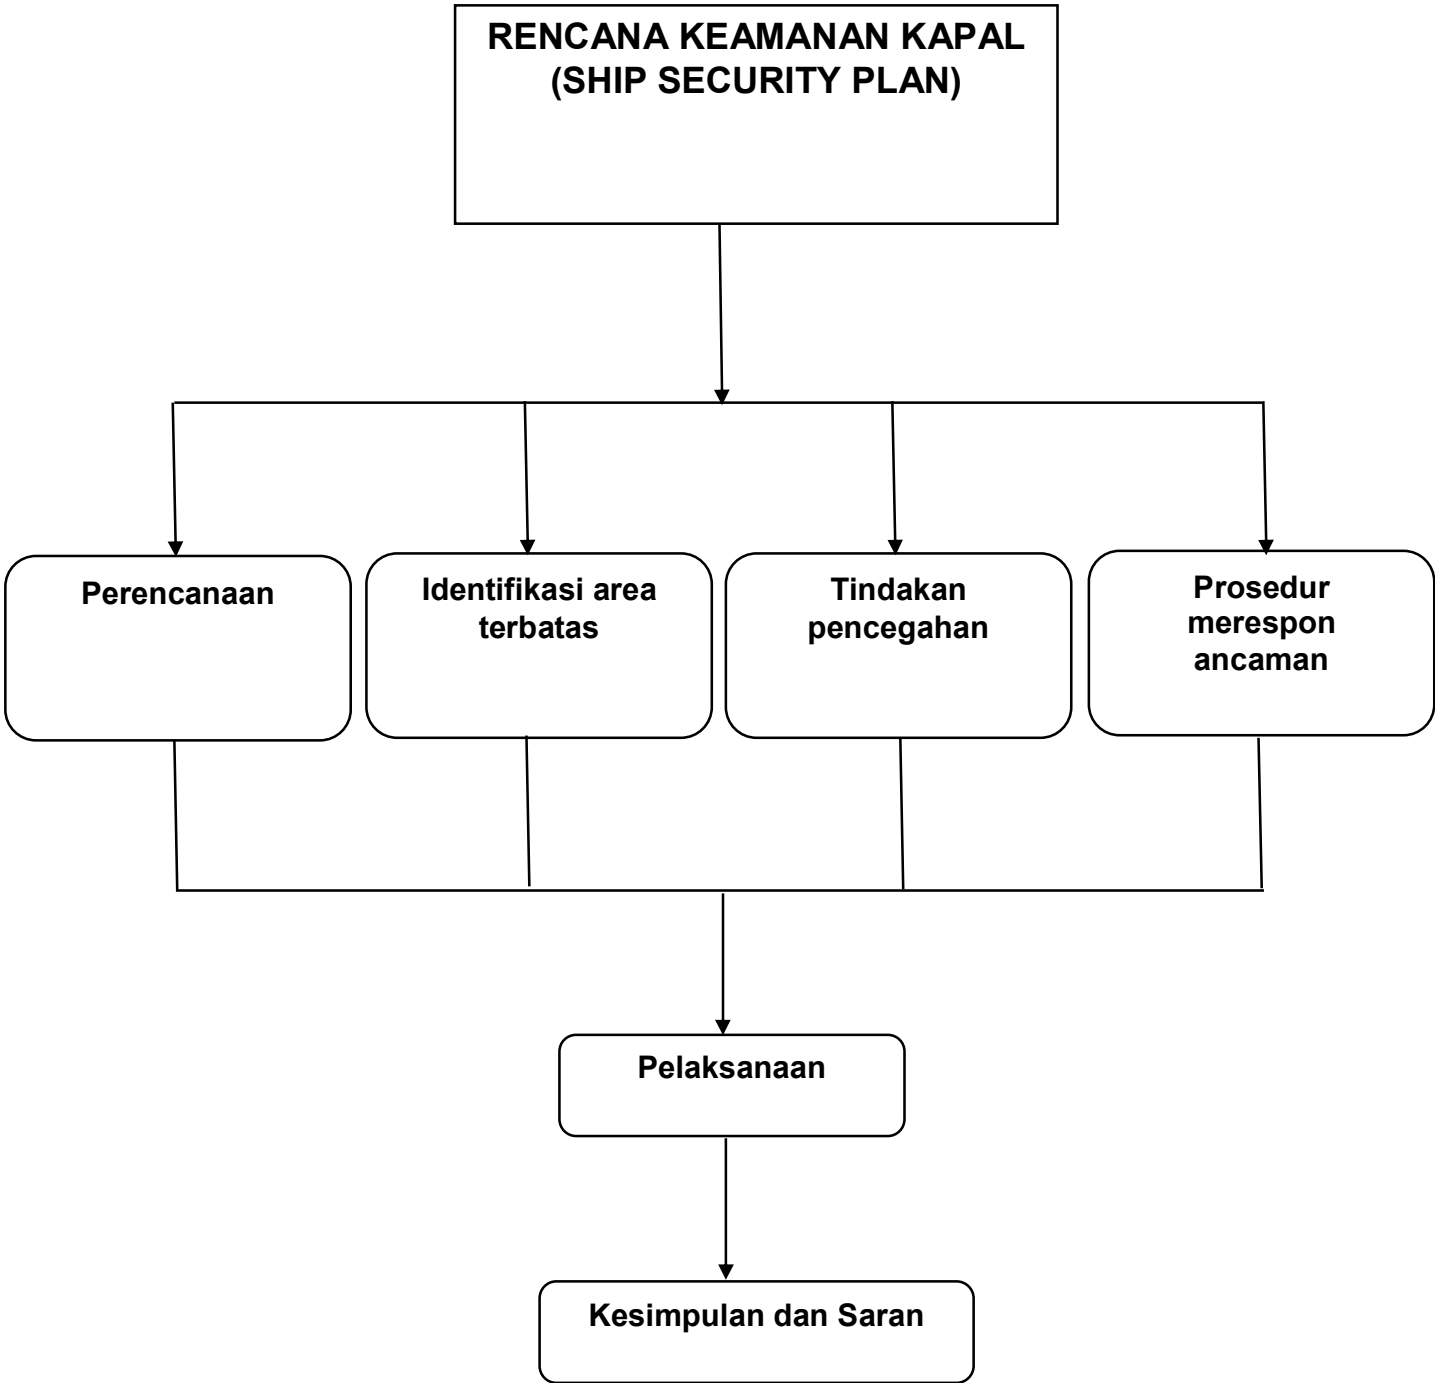 RENCANA KEAMANAN KAPAL
(SHIP SECURITY PLAN)
Perencanaan
Identifikasi area
terbatas
Tindakan
pencegahan
Prosedur
merespon
ancaman
Pelaksanaan
Kesimpulan dan Saran